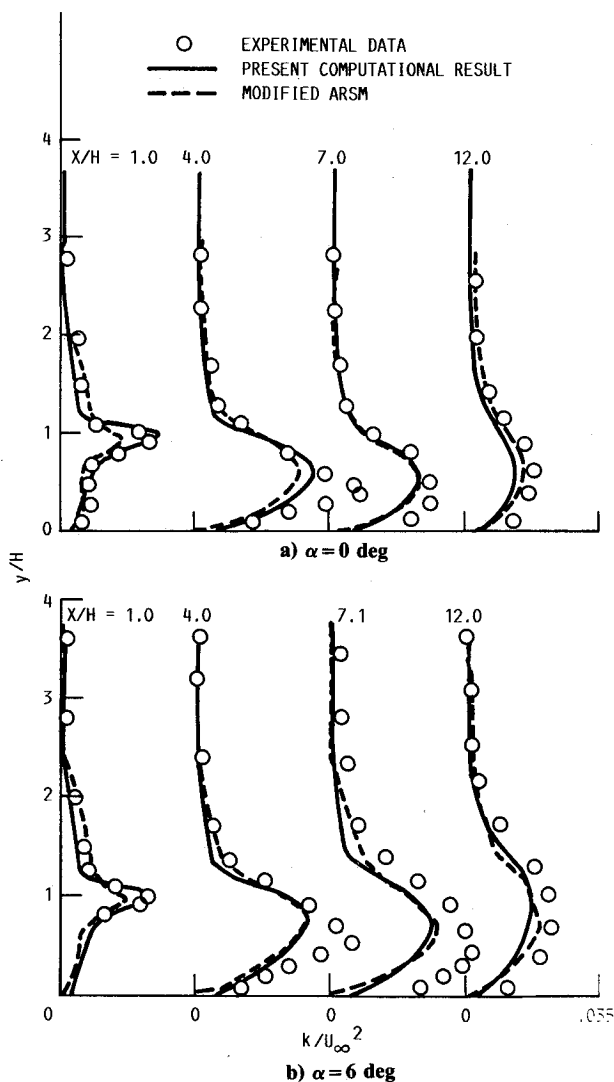 EXPERIMENTAL DATA
PRESENT COMPUTATIONAL RESULT
MODIFIED ARSM
4
X/H = 1.0 4.0 7.0 12.0
3
2
1
0
a) α = 0 deg
y/H
X/H = 1.0 4.0 7.1 12.0
3
2
1
0
0 0 0 0 .055
k/U∞²
b) α = 6 deg